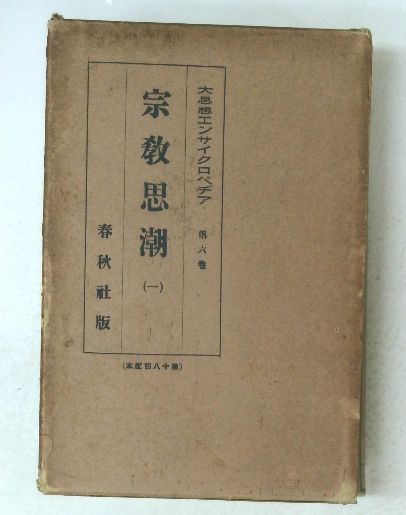 大思想エンサイクロペヂア 第六卷
宗教思潮 (一)
春秋社版
(本配回八十第)